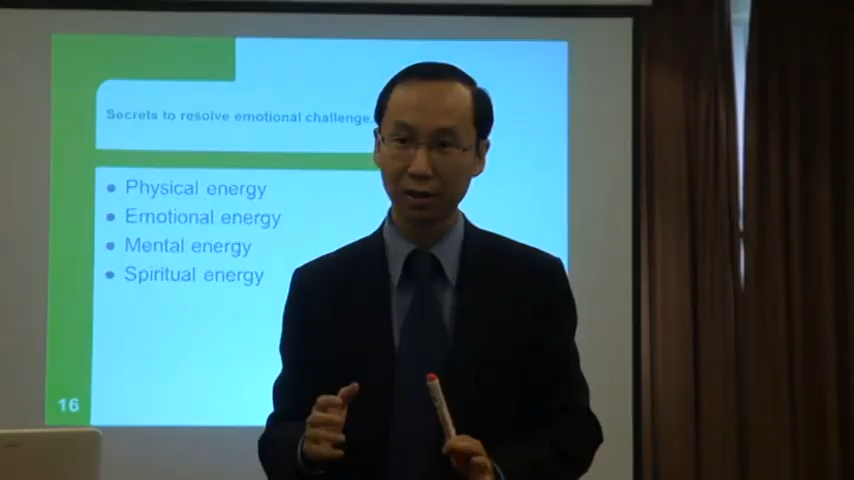 Secrets to resolve emotional challenge
Physical energy
Emotional energy
Mental energy
Spiritual energy
16